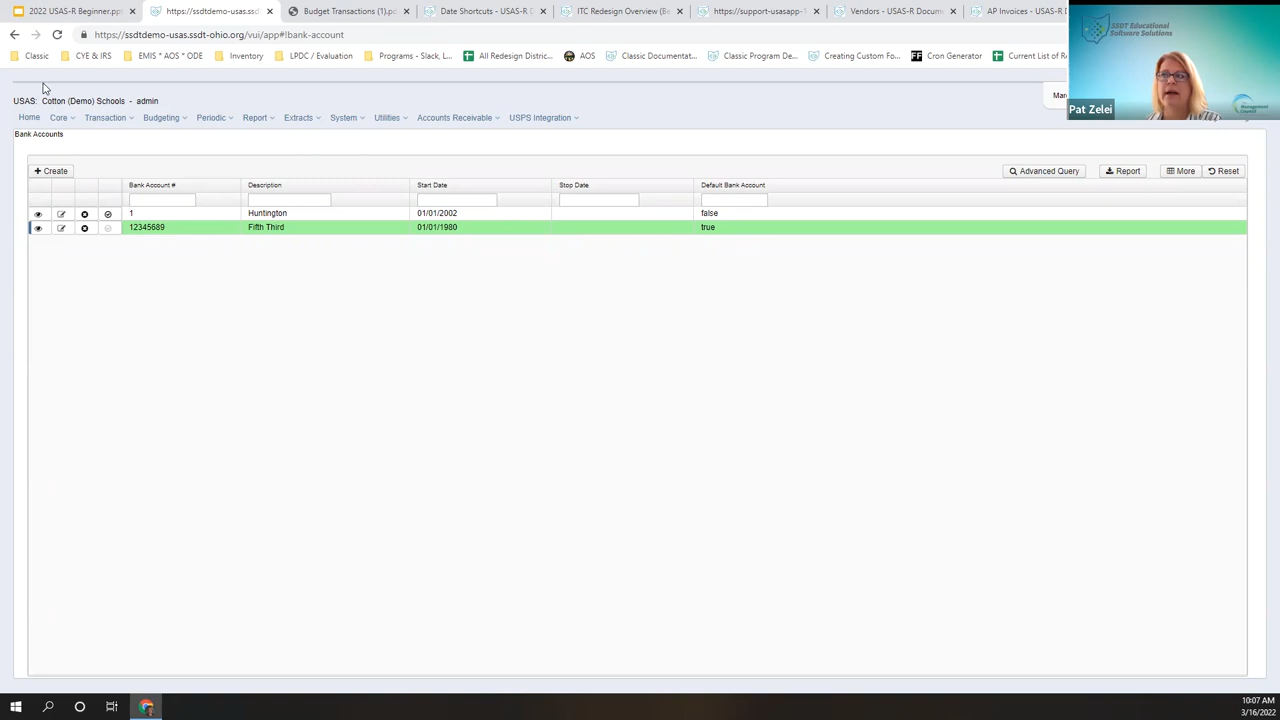 2022 USAS-R Beginner.ppt
https://ssdtdemo-usas.ssd
Budget Transactions (1).pd
Date Shortcuts - USAS-R D
ITC Redesign Overview (Be
https://support-usasapp-1
Vendors - USAS-R Docume
AP Invoices - USAS-R D
https://ssdtdemo-usas.ssdt-ohio.org/vui/app#!bank-account
Classic
CYE & IRS
EMIS * AOS * ODE
Inventory
LPDC / Evaluation
Programs - Slack, L...
All Redesign Distric...
AOS
Classic Documentat...
Classic Program De...
Creating Custom Fo...
Cron Generator
Current List of R
SSDT Educational
Software Solutions
Management
Council
Pat Zelei
USAS: Cotton (Demo) Schools - admin
Mar
Home Core Transaction Budgeting Periodic Report Extracts System Utilities Accounts Receivable USPS Integration
Bank Accounts
Create
Advanced Query Report More Reset
Bank Account # Description Start Date Stop Date Default Bank Account
1 Huntington 01/01/2002 false
12345689 Fifth Third 01/01/1980 true
10:07 AM
3/16/2022